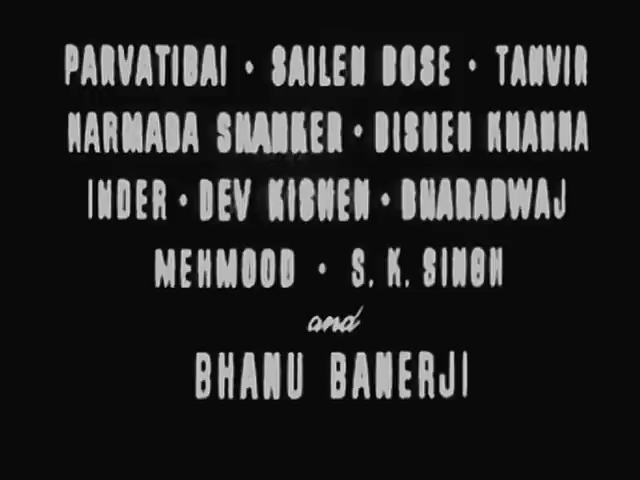 PARVATIBAI • SAILEN BOSE • TANVIR
NARMADA SHANKER • BISHEN KHANNA
INDER • DEV KISHEN • BHARADWAJ
MEHMOOD • S. K. SINGH
and
BHANU BANERJI